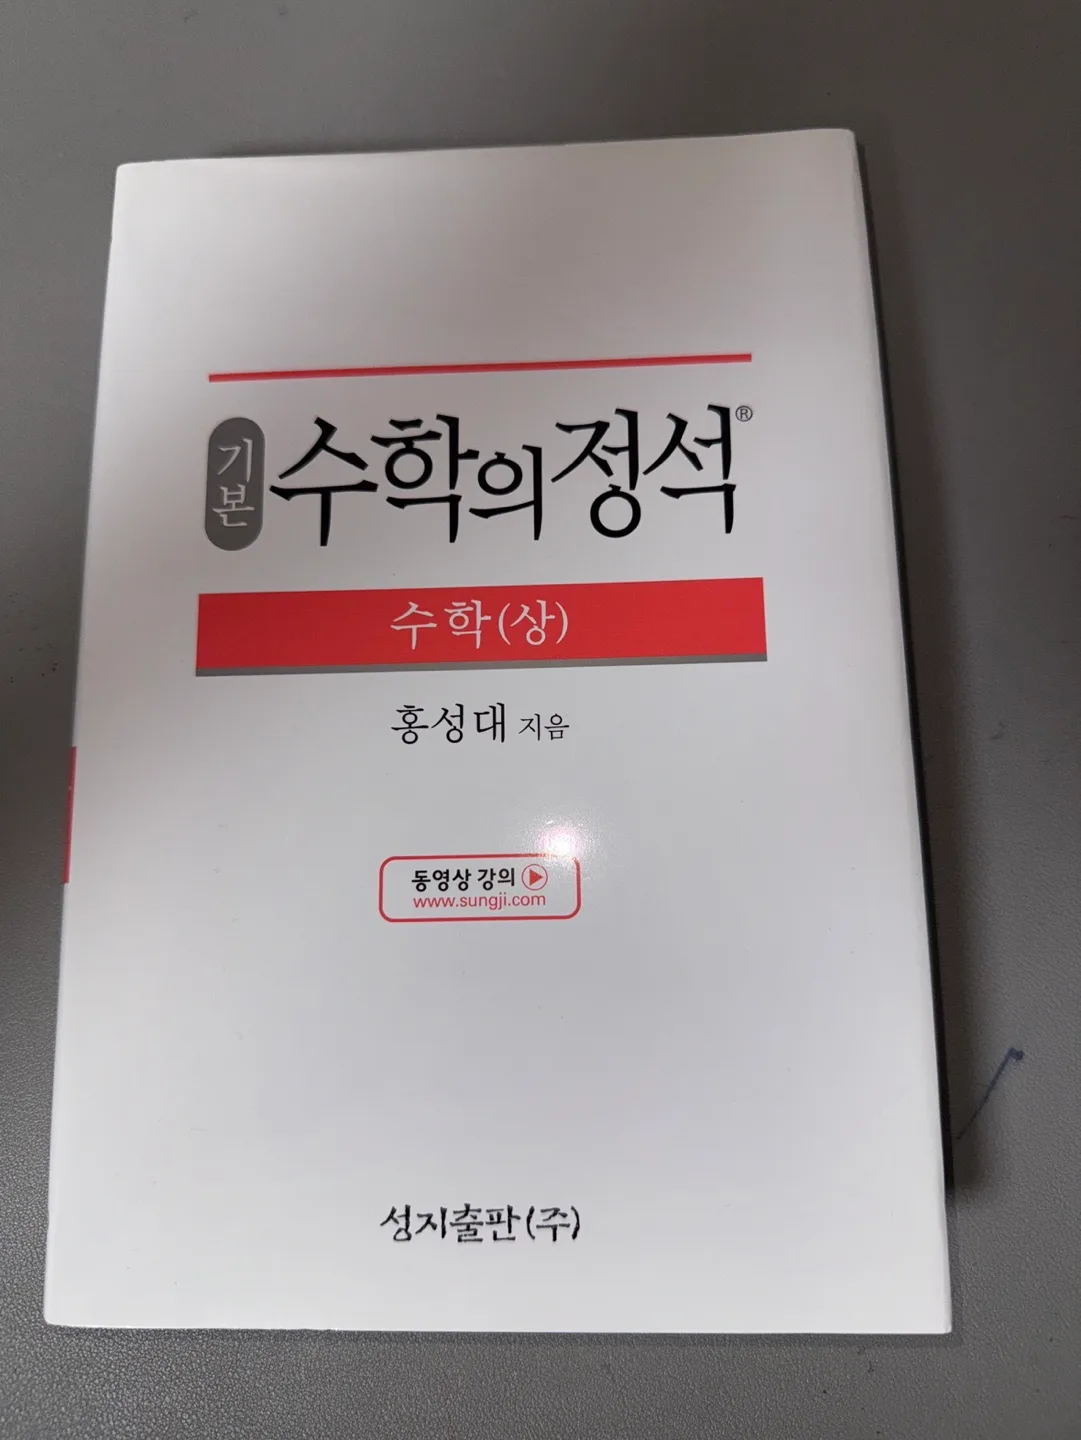 기본 수학의 정석®
수학(상)
홍성대 지음
동영상 강의
www.sungji.com
성지출판(주)